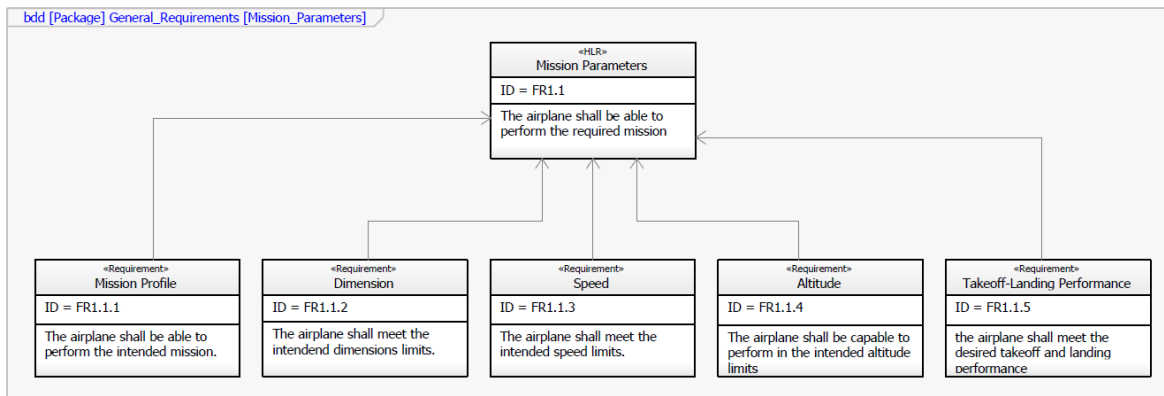 bdd [Package] General_Requirements [Mission_Parameters]
«HLR»
Mission Parameters
ID = FR1.1
The airplane shall be able to
perform the required mission
«Requirement»
Mission Profile
ID = FR1.1.1
The airplane shall be able to
perform the intended mission.
«Requirement»
Dimension
ID = FR1.1.2
The airplane shall meet the
intendend dimensions limits.
«Requirement»
Speed
ID = FR1.1.3
The airplane shall meet the
intended speed limits.
«Requirement»
Altitude
ID = FR1.1.4
The airplane shall be capable to
perform in the intended altitude
limits
«Requirement»
Takeoff-Landing Performance
ID = FR1.1.5
the airplane shall meet the
desired takeoff and landing
performance